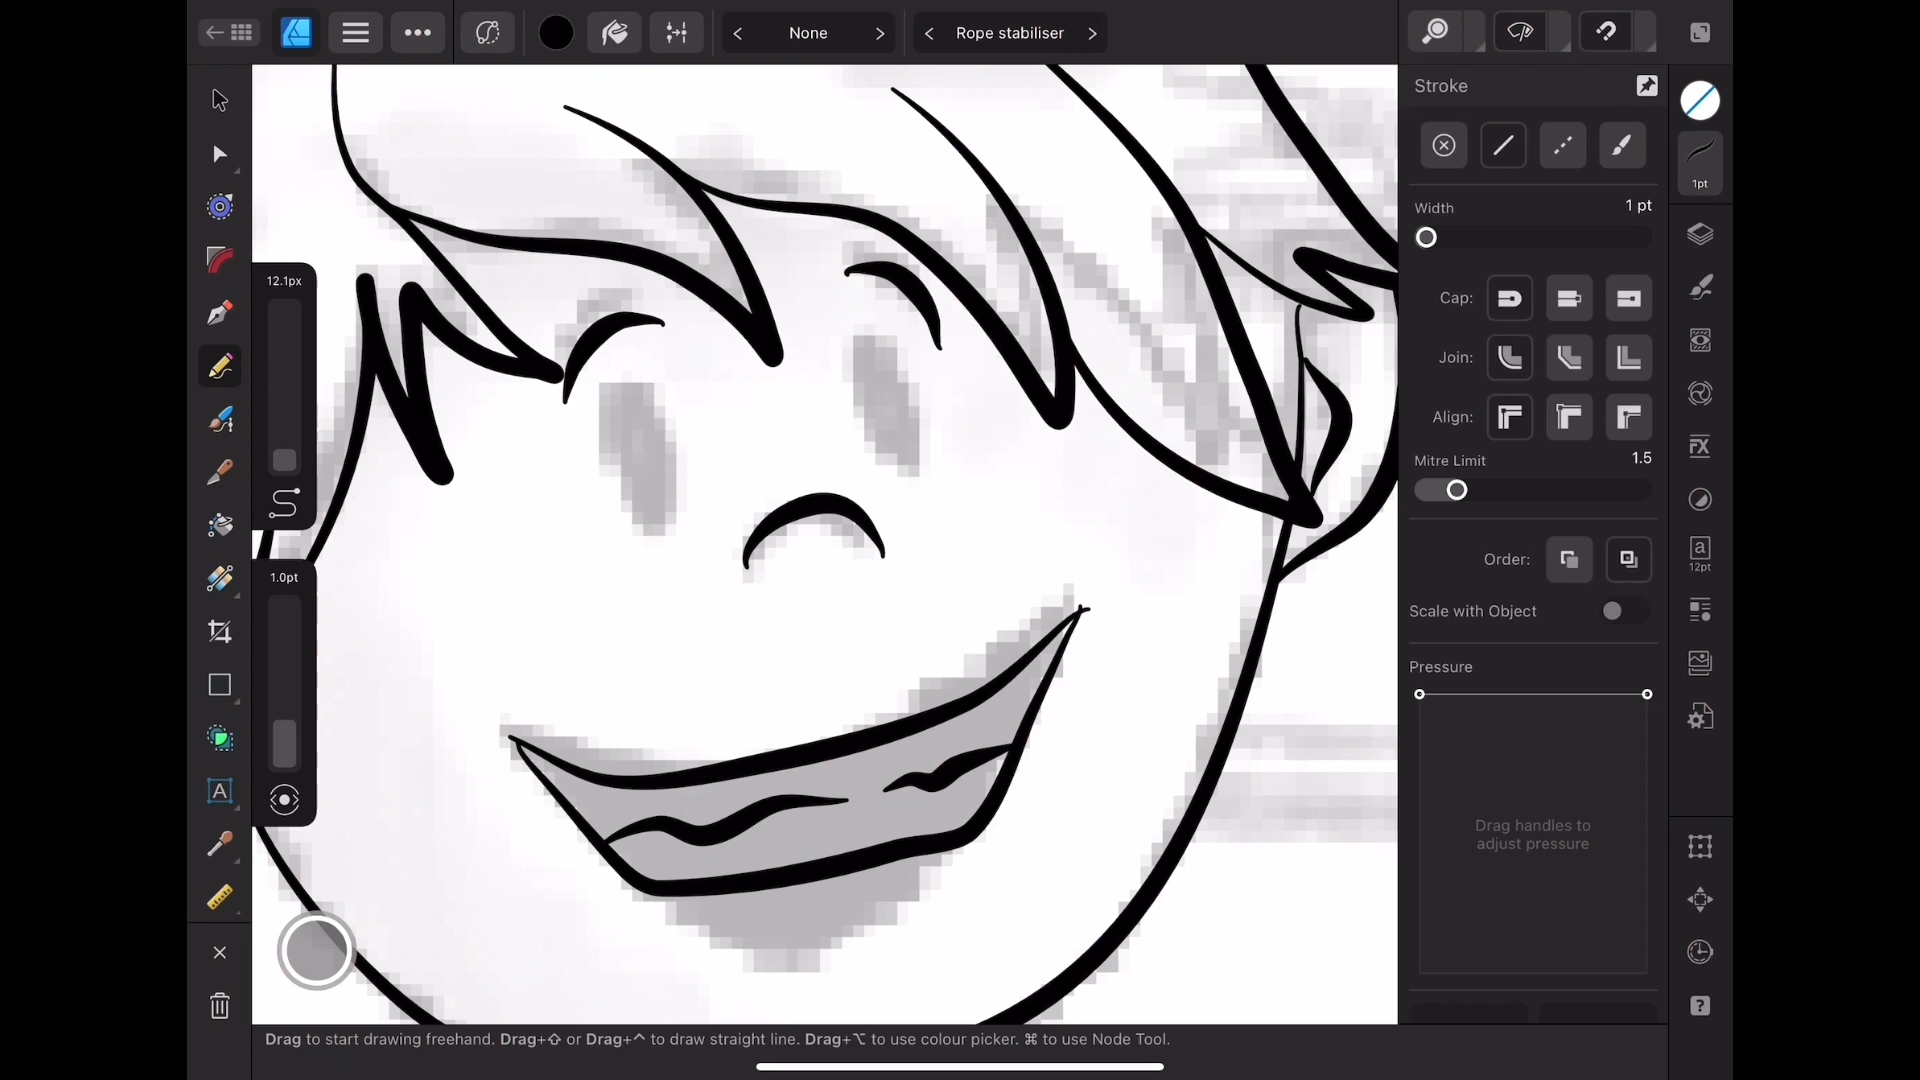 None
Rope stabiliser
Stroke
1pt
Width
1 pt
Cap:
Join:
Align:
Mitre Limit
1.5
Order:
Scale with Object
Pressure
Drag handles to
adjust pressure
12.1px
1.0pt
A
FX
a
12pt
?
Drag to start drawing freehand. Drag+⇧ or Drag+^ to draw straight line. Drag+⌥ to use colour picker. ⌘ to use Node Tool.